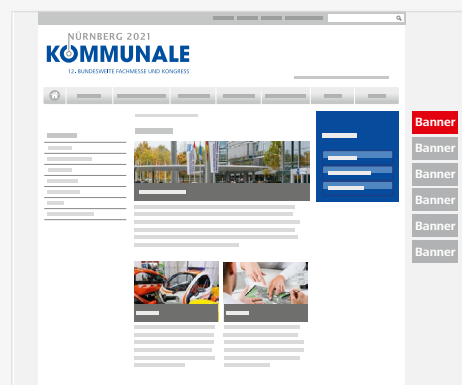 NÜRNBERG 2021
KOMMUNALE
12. BUNDESWEITE FACHMESSE UND KONGRESS
Banner
Banner
Banner
Banner
Banner
Banner